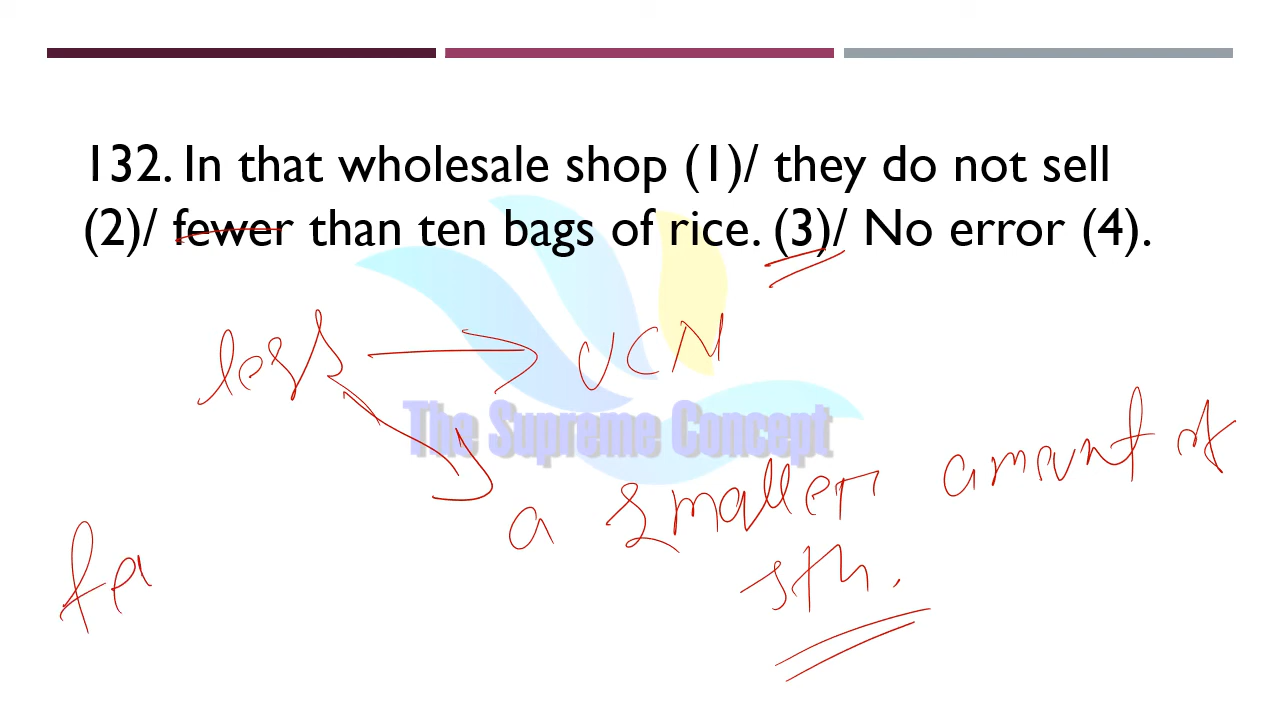 132. In that wholesale shop (1)/ they do not sell
(2)/ fewer than ten bags of rice. (3)/ No error (4).
less → UCN
The Supreme Concept
a smaller amount of
sth.
fe